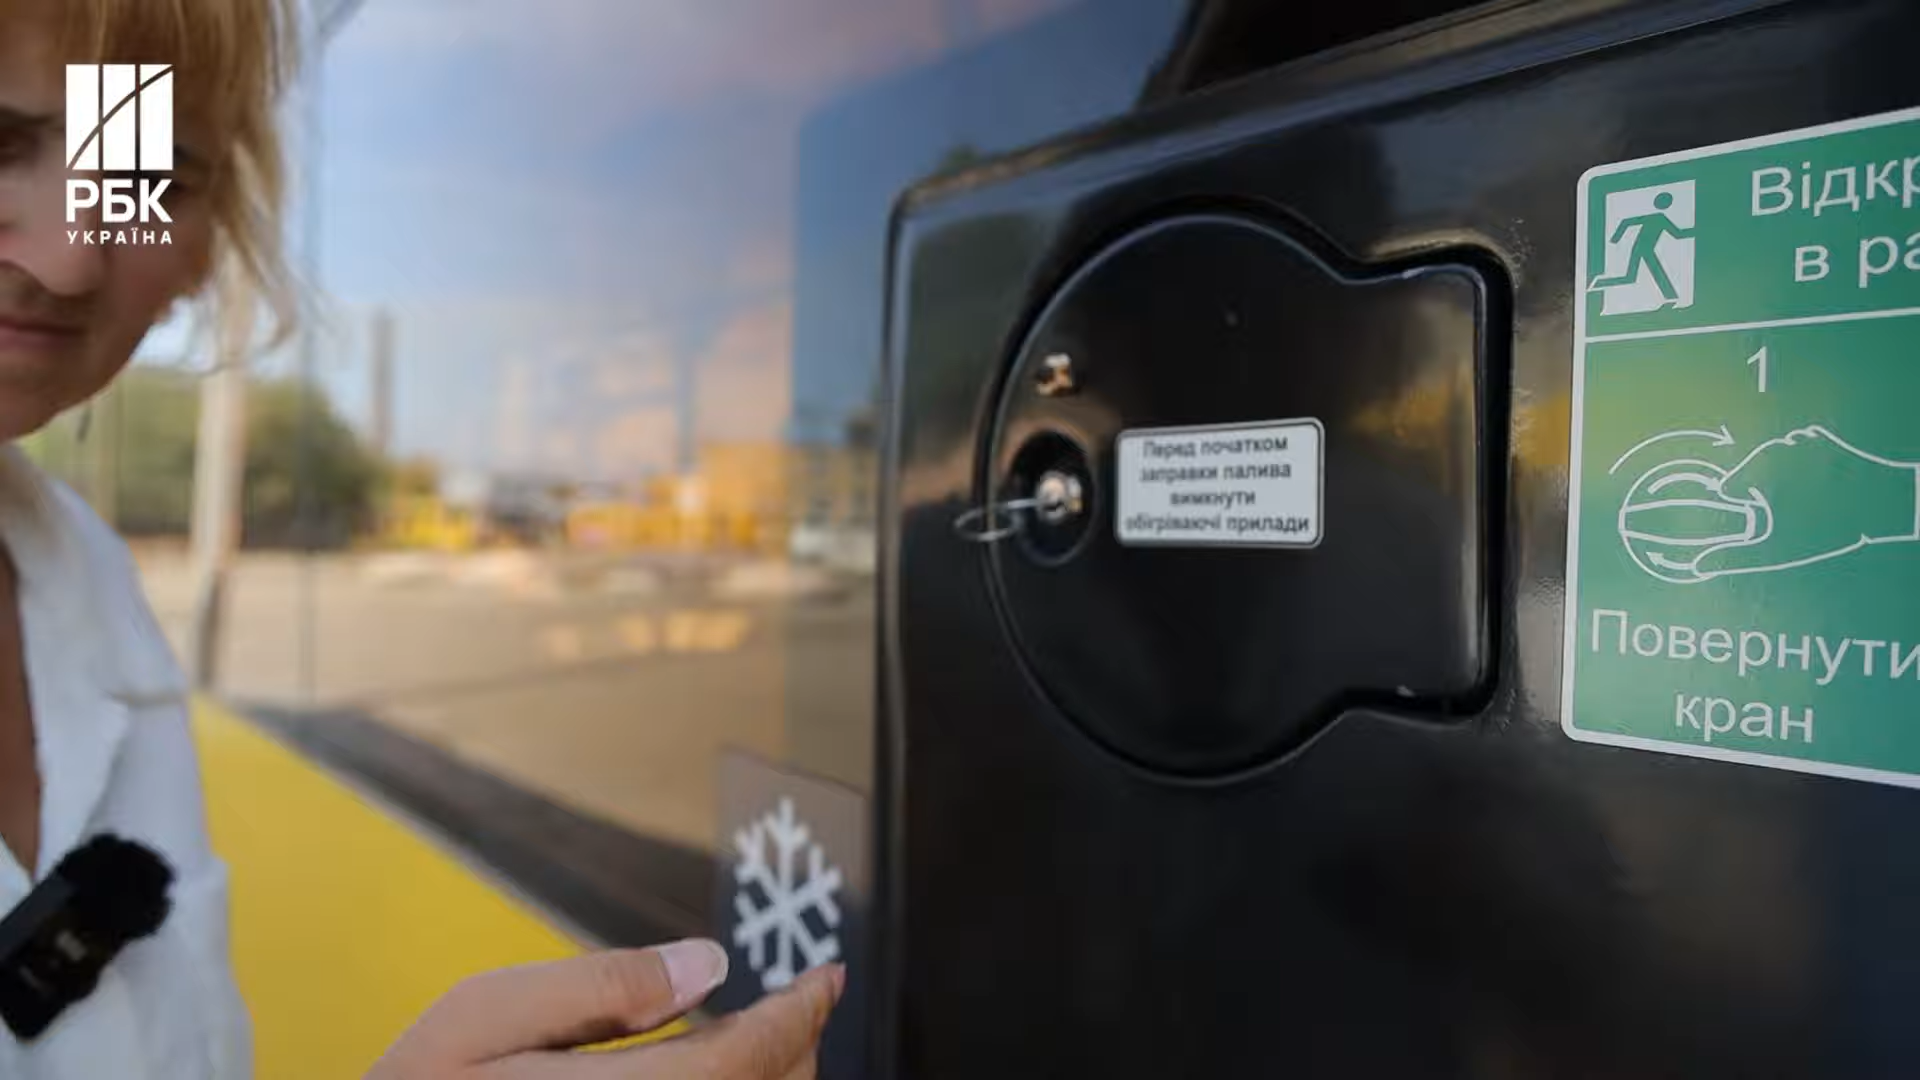 РБК
УКРАЇНА
Перед початком
заправки палива
вимкнути
обігріваючі прилади
Відкр
в ра
1
Повернути
кран